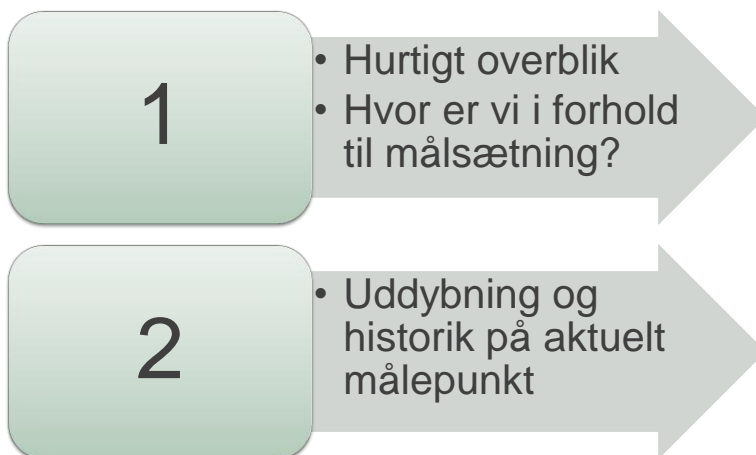 1
• Hurtigt overblik
• Hvor er vi i forhold
til målsætning?
2
• Uddybning og
historik på aktuelt
målepunkt